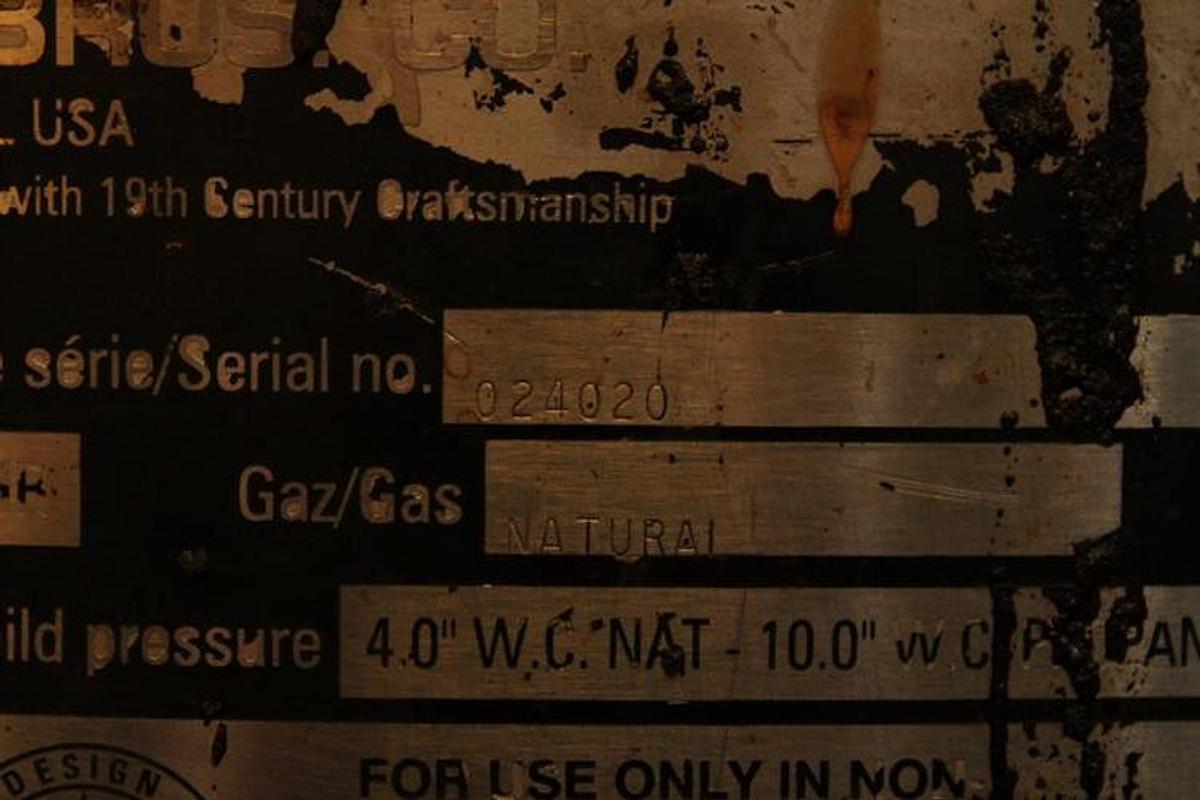 BROS. CO.
USA
with 19th Century Craftsmanship
série/Serial no. 024020
Gaz/Gas NATURAL
pressure 4.0" W.C. NAT - 10.0" W.C.
DESIGN
FOR USE ONLY IN NON